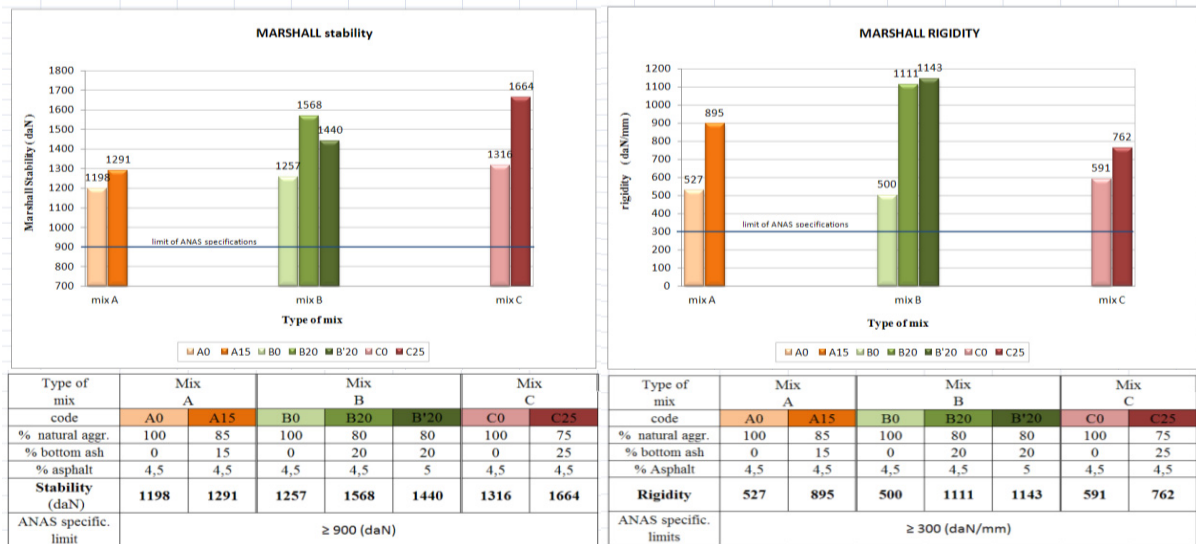 MARSHALL stability
Marshall Stability ( daN)
1800
1700
1600
1500
1400
1300
1200
1100
1000
900
800
700
1198
1291
1257
1568
1440
1316
1664
limit of ANAS specifications
mix A mix B mix C
Type of mix
A0 A15 B0 B20 B'20 C0 C25
Type of mix Mix A Mix B Mix C
code A0 A15 B0 B20 B'20 C0 C25
% natural aggr. 100 85 100 80 80 100 75
% bottom ash 0 15 0 20 20 0 25
% asphalt 4,5 4,5 4,5 4,5 5 4,5 4,5
Stability (daN) 1198 1291 1257 1568 1440 1316 1664
ANAS specific. limit ≥ 900 (daN)
MARSHALL RIGIDITY
rigidity ( daN/mm)
1200
1100
1000
900
800
700
600
500
400
300
200
100
0
527
895
500
1111
1143
591
762
limit of ANAS specifications
mix A mix B mix C
Type of mix
A0 A15 B0 B20 B'20 C0 C25
Type of mix Mix A Mix B Mix C
code A0 A15 B0 B20 B'20 C0 C25
% natural aggr. 100 85 100 80 80 100 75
% bottom ash 0 15 0 20 20 0 25
% Asphalt 4,5 4,5 4,5 4,5 5 4,5 4,5
Rigidity 527 895 500 1111 1143 591 762
ANAS specific. limits ≥ 300 (daN/mm)